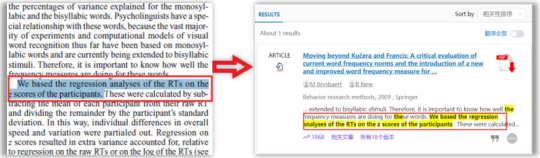 the percentages of variance explained for the monosyl-
labic and the bisyllabic words. Psycholinguists have a spe-
cial relationship with these words, because the vast major-
ity of experiments and computational models of visual
word recognition thus far have been based on monosyl-
labic words and are currently being extended to bisyllabic
stimuli. Therefore, it is important to know how well the
frequency measures are doing for these words.
We based the regression analyses of the RTs on the
z scores of the participants. These were calculated by sub-
tracting the mean of each participant from their raw RT
and dividing the remainder by the participant's standard
deviation. In this way, individual differences in overall
speed and variation were partialed out. Regression on
z scores resulted in extra variance accounted for, relative
to regression on the raw RTs or on the log of the RTs (see
RESULTS
Sort by 相关性排序
About 1 results
翻译全部
ARTICLE
Moving beyond Kučera and Francis: A critical evaluation of
current word frequency norms and the introduction of a new
and improved word frequency measure for ...
M Brysbaert B New
Behavior research methods, 2009 , Springer
... extended to bisyllabic stimuli. Therefore, it is important to know how well the
frequency measures are doing for these words. We based the regression
analyses of the RTs on the z scores of the participants. These were calculated...
1868 相关文章 所有18个版本